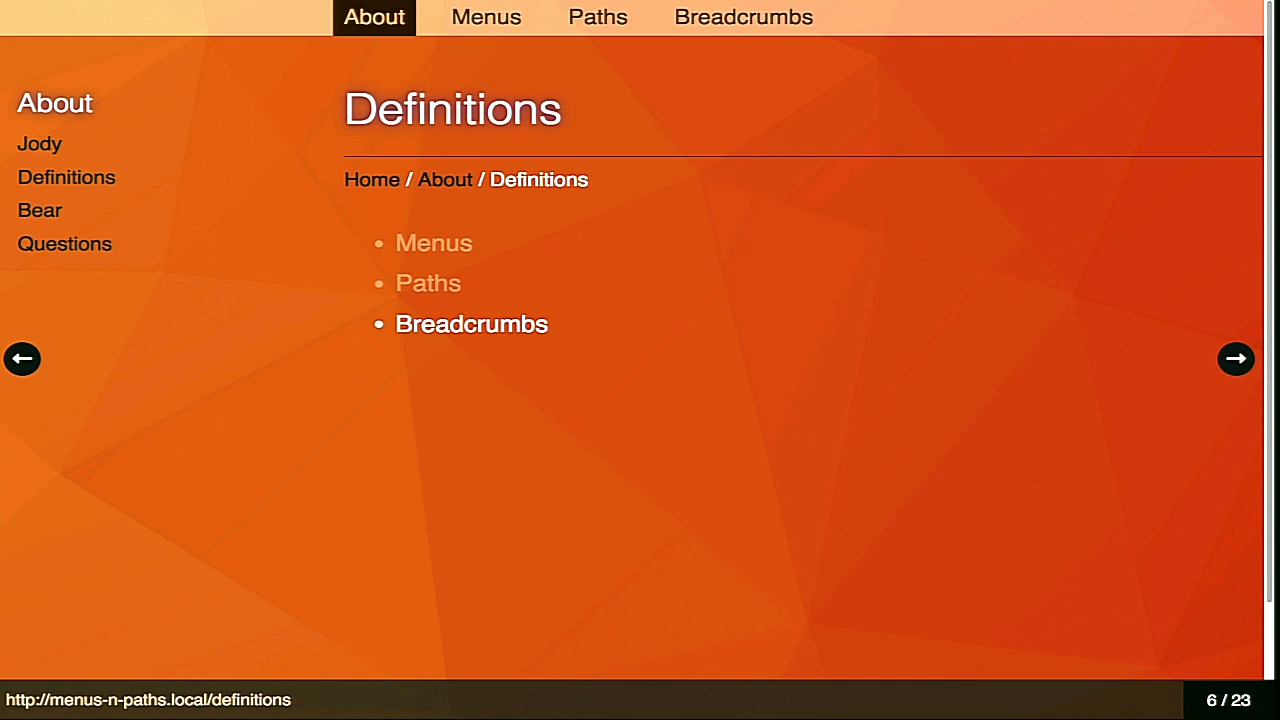 About Menus Paths Breadcrumbs
About
Jody
Definitions
Bear
Questions
Definitions
Home / About / Definitions
• Menus
• Paths
• Breadcrumbs
http://menus-n-paths.local/definitions
6 / 23